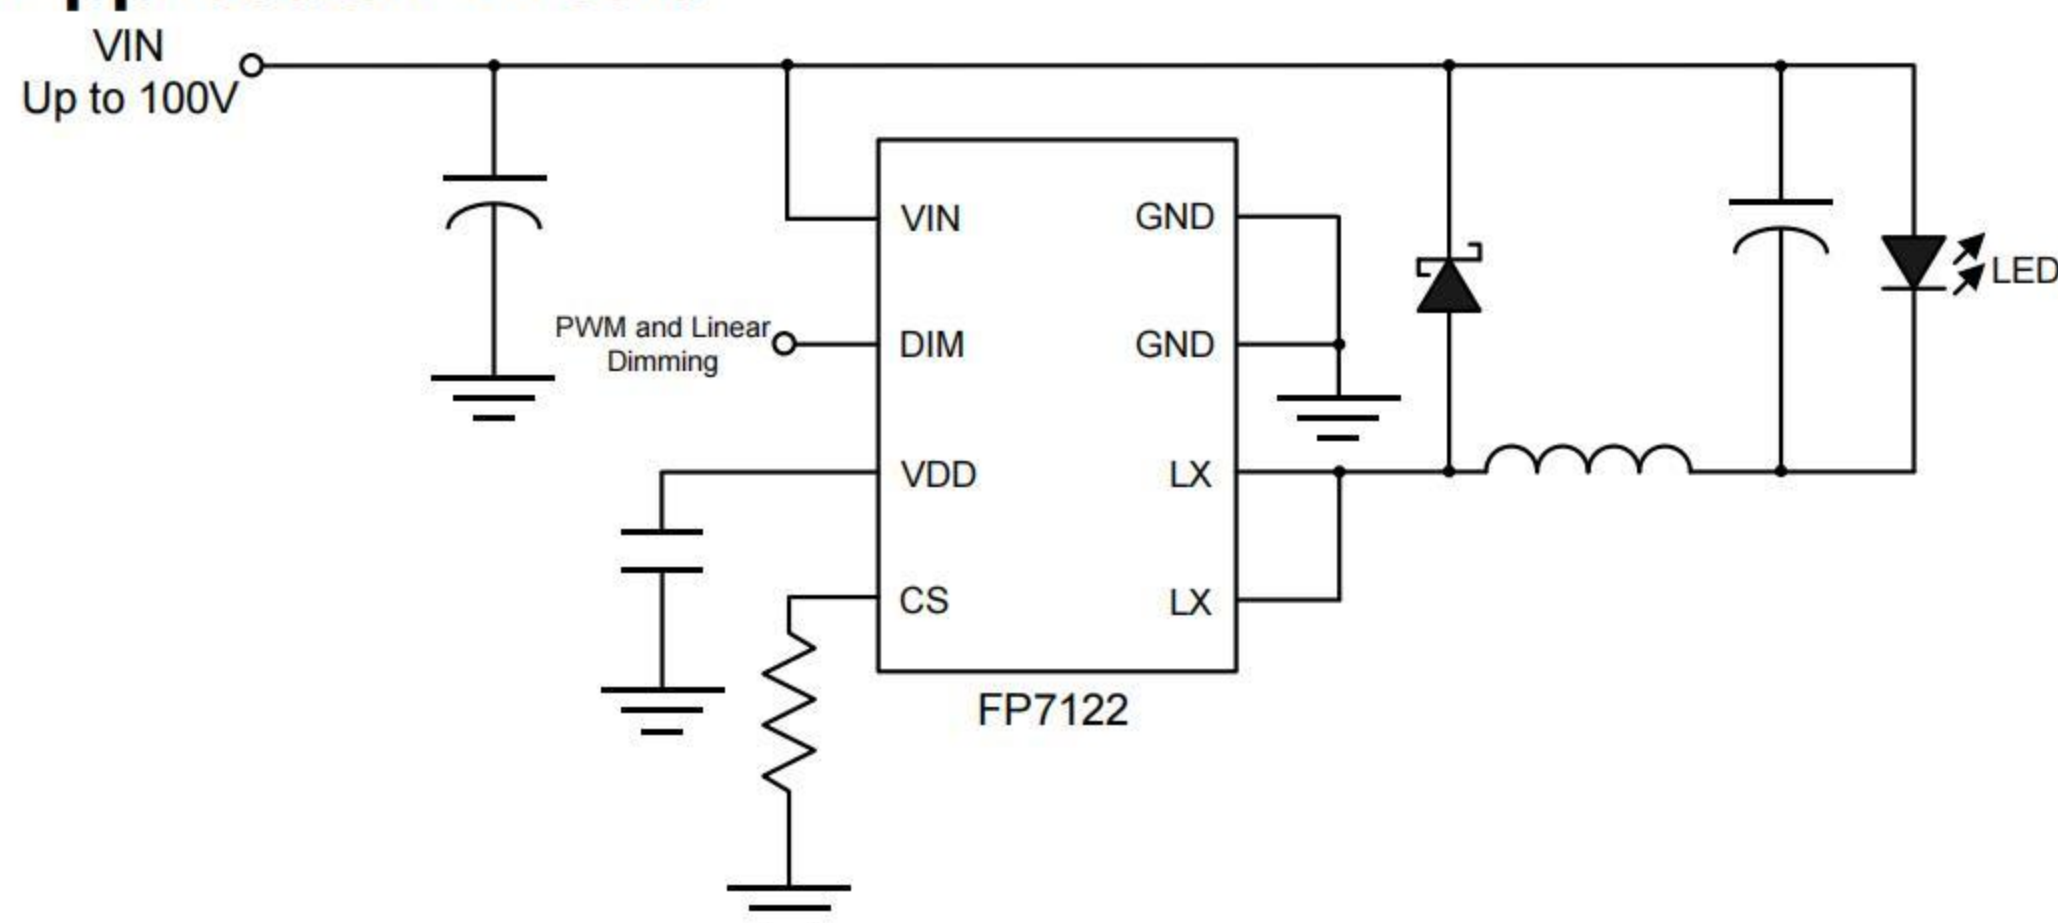 VIN
Up to 100V
VIN
GND
PWM and Linear
Dimming
DIM
GND
LED
VDD
LX
CS
LX
FP7122